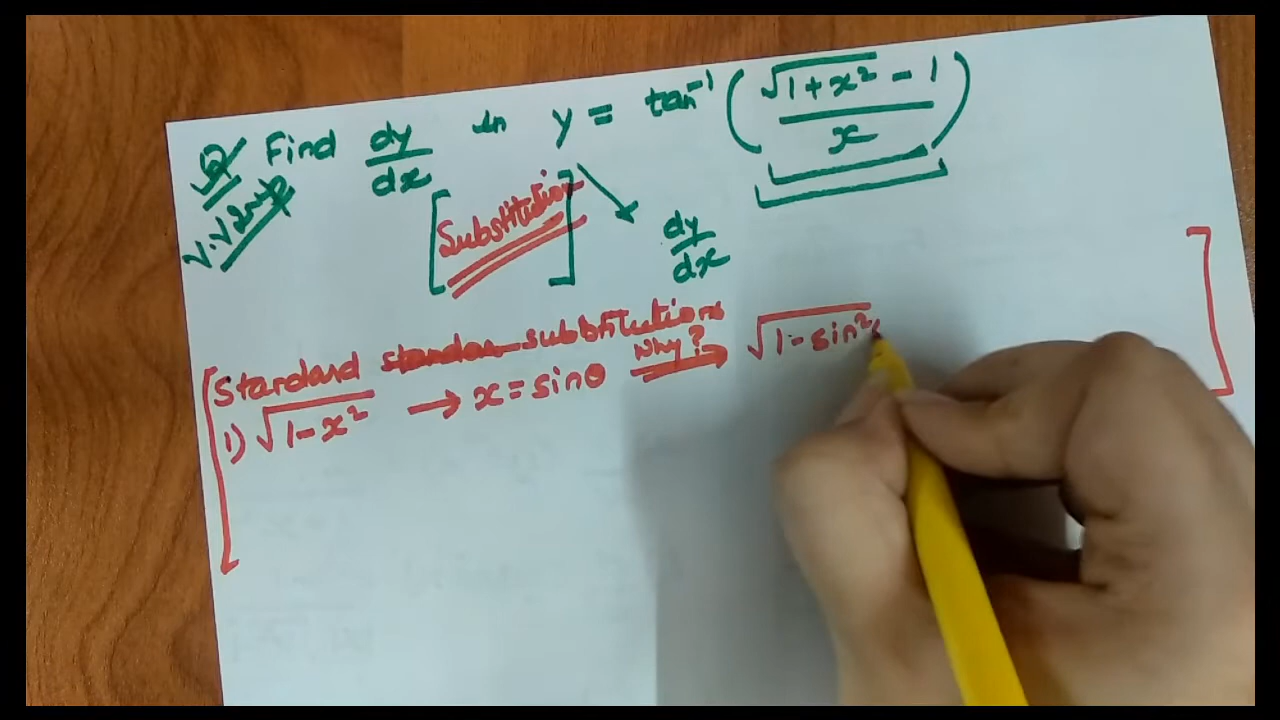 Q Find dy/dx in y = tan⁻¹ (√(1+x²) - 1 / x)
[Substitution] dy/dx
Standard standar substitutions
1) √(1-x²) → x = sinθ why? → √(1-sin²